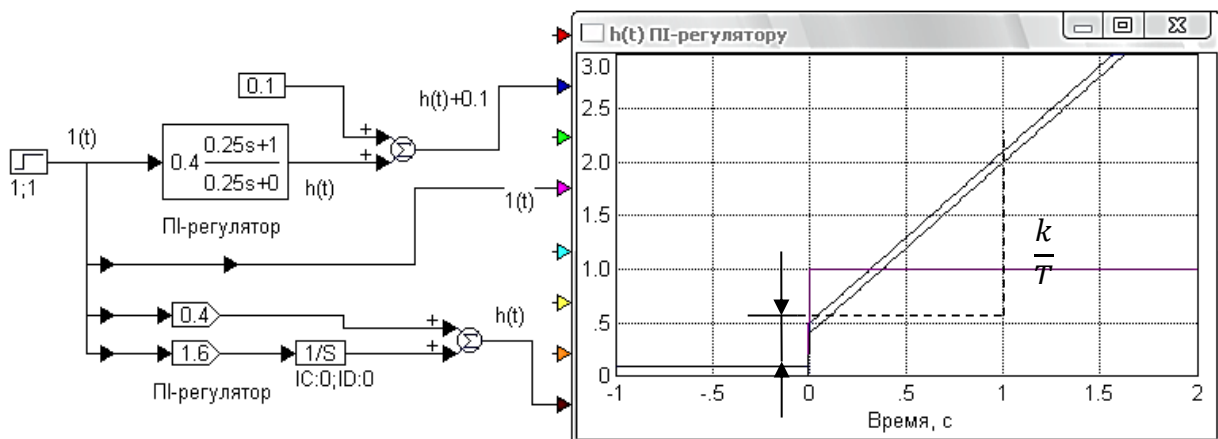 h(t) ПІ-регулятору
0.1
h(t)+0.1
1(t)
+
+
Σ
0.4 0.25s+1
0.25s+0
h(t)
1;1
ПІ-регулятор
1(t)
0.4
+
+
Σ
h(t)
1.6
1/S
IC:0;ID:0
ПІ-регулятор
3.0
2.5
2.0
1.5
1.0
.5
0
k
T
-1
-.5
0
.5
1
1.5
2
Время, с